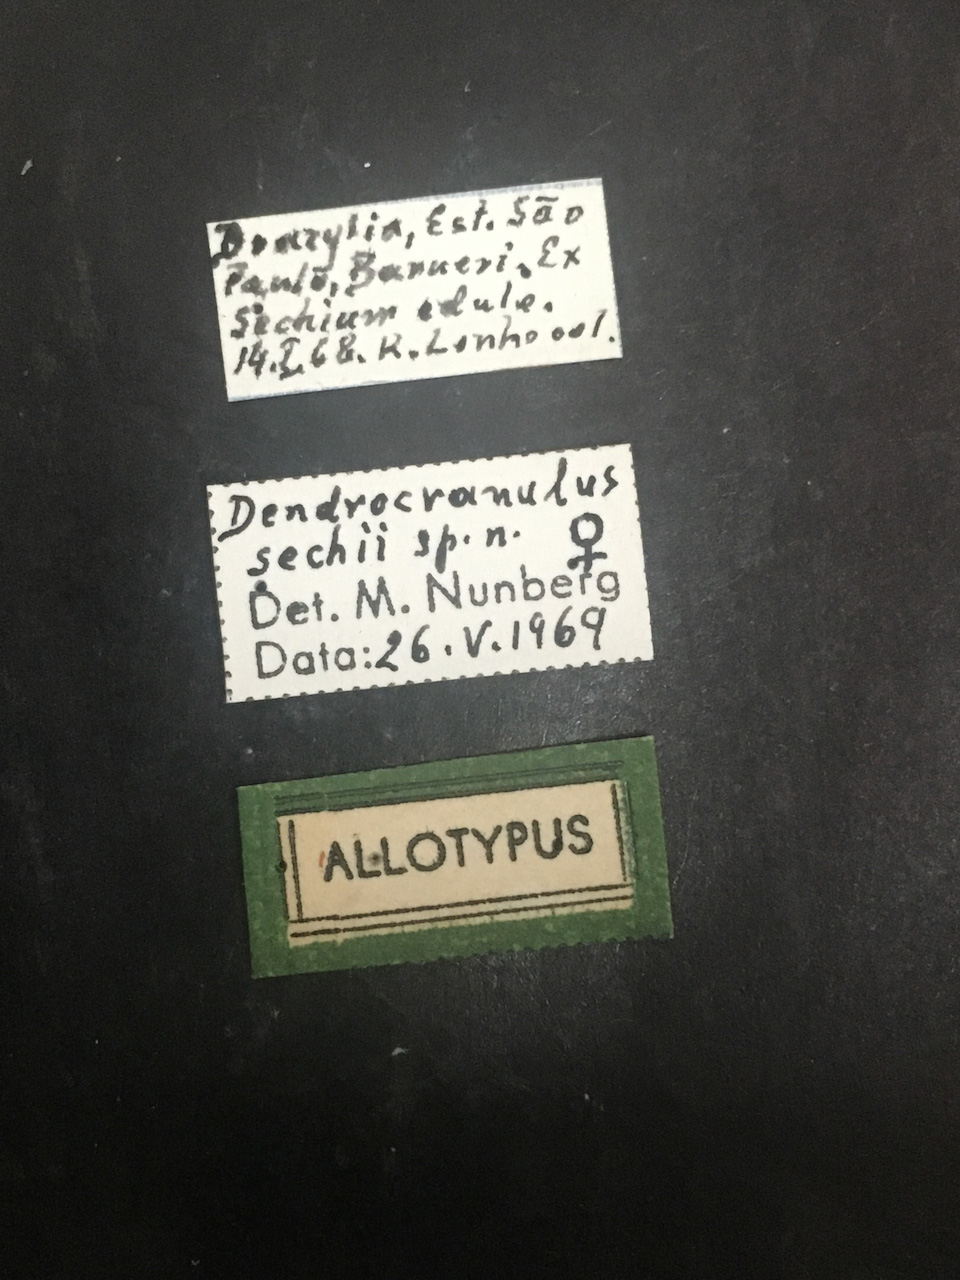 Brazylia, Est. São
Paulo, Barueri. Ex
Sechium edule.
14.I.68. K. Lenho col.
Dendrocranulus
sechii sp. n. ♀
Det. M. Nunberg
Data: 26. V. 1969
ALLOTYPUS